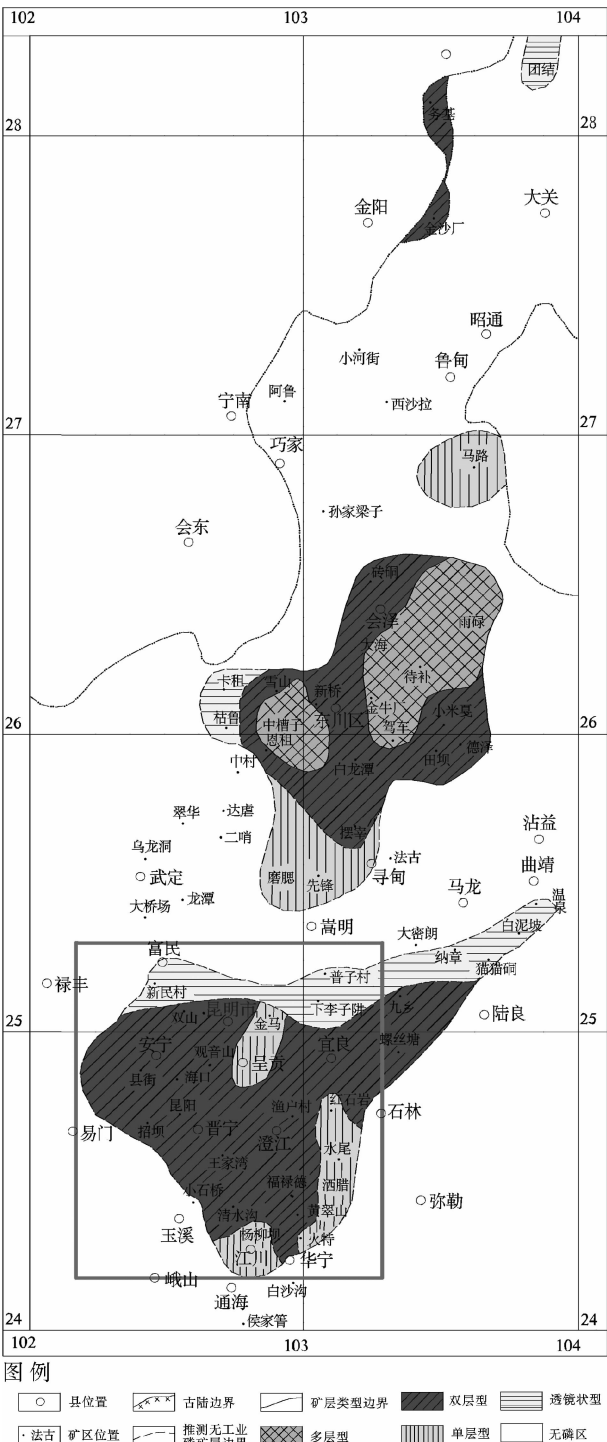 102 103 104
团结
28 务基 28
金阳 大关
金沙厂
昭通
小河街 鲁甸
宁南 阿鲁 西沙拉
27 27
巧家 马路
孙家梁子
会东
砖硐
会泽 雨碌
大海
卡租 雪山 待补
新桥
枯鲁 中槽子 东川区 金牛厂 小米夏
恩租 驾车
26 26
中村 白龙潭 田坝 德泽
翠华 达虐
二哨 摆宰 沾益
乌龙洞 法古
武定 磨腮 先锋 寻甸 曲靖
龙潭 马龙 温泉
大桥场 嵩明 大密朗 白泥坡
富民 纳章
普子村 猫猫硐
禄丰 新民村
双山 昆明市 金马 下李子阱 九乡 陆良
25 25
安宁 观音山 呈贡 宜良 螺丝塘
县街 海口
昆阳 渔户村 红石岩
石林
易门 招坝 晋宁 澄江
王家湾 水尾
小石桥 福禄德 洒腊
弥勒
玉溪 清水沟 黄翠山
杨柳坝 火特
江川 华宁
峨山 白沙沟
通海
侯家箐
24 24
102 103 104
图 例
县位置 古陆边界 矿层类型边界 双层型 透镜状型
法古 矿区位置 推测无工业 多层型 单层型 无磷区
磷矿层边界